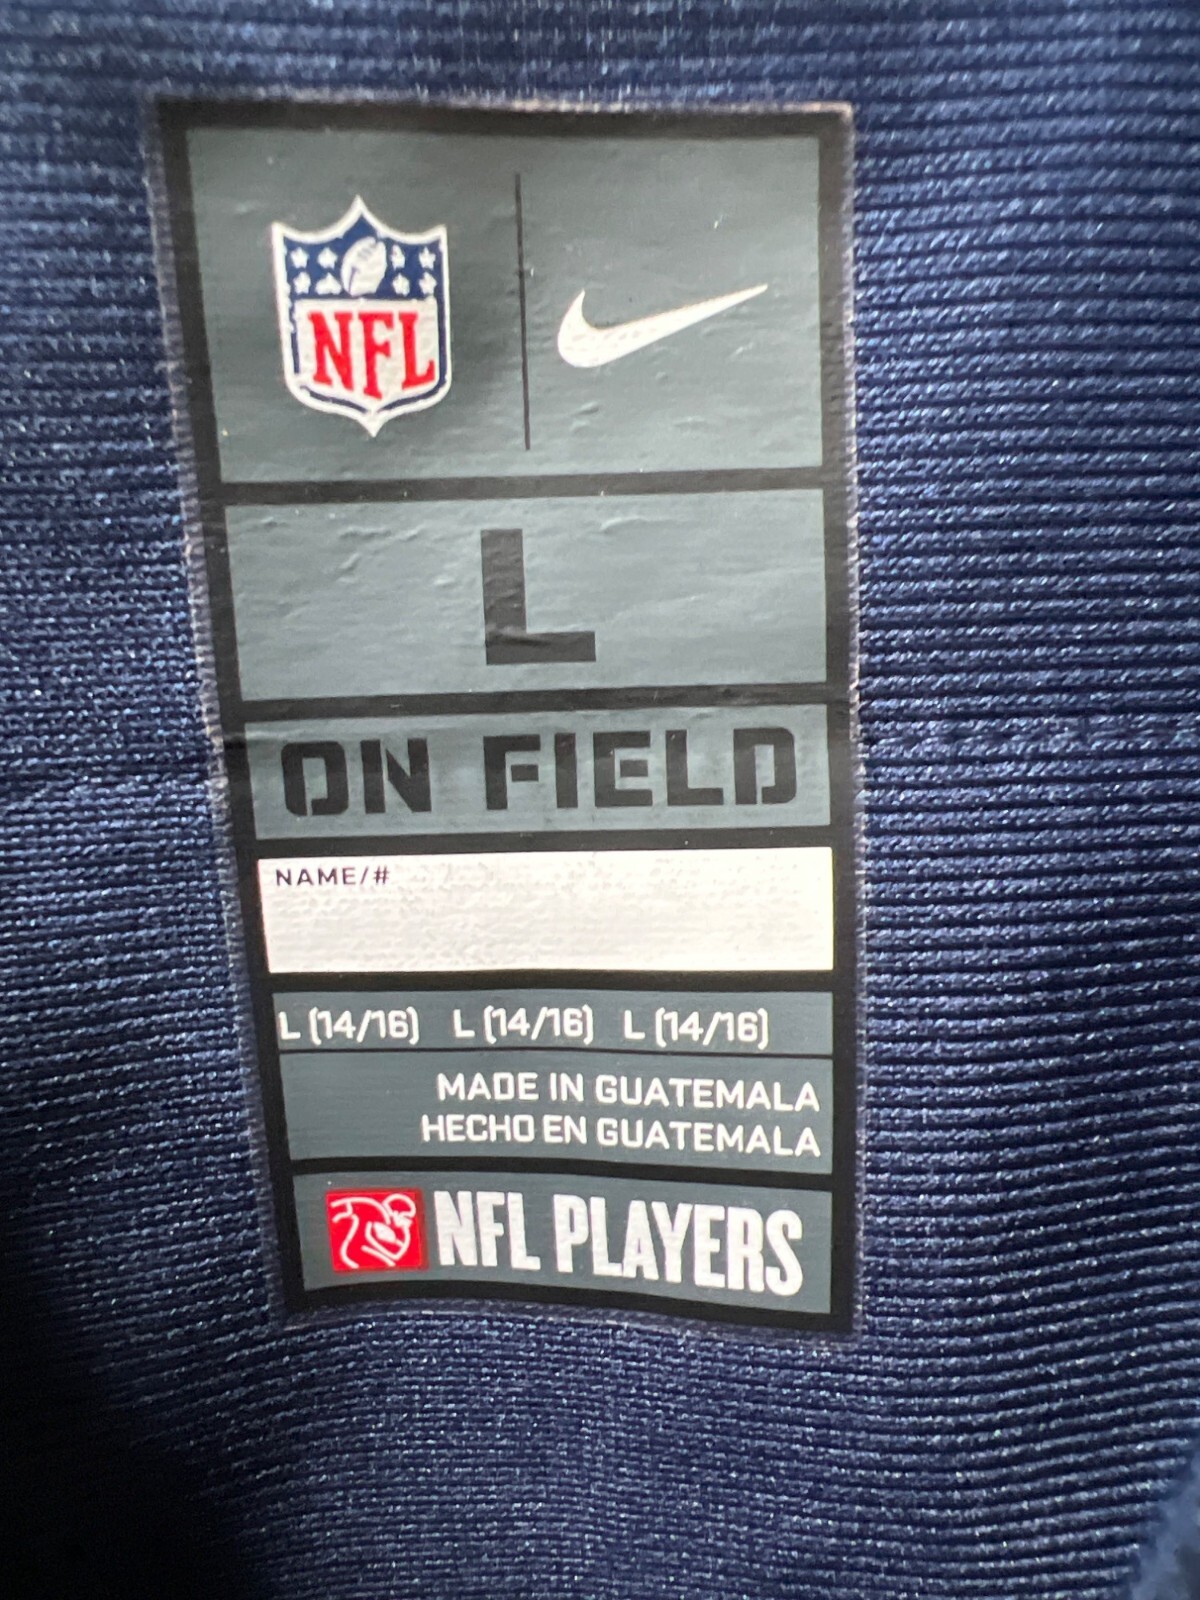 NFL
L
ON FIELD
NAME/#
L (14/16) L (14/16) L (14/16)
MADE IN GUATEMALA
HECHO EN GUATEMALA
NFL PLAYERS